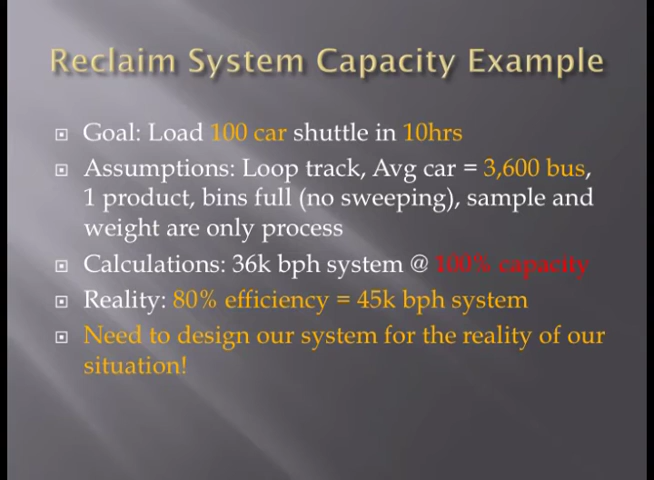 Reclaim System Capacity Example
Goal: Load 100 car shuttle in 10hrs
Assumptions: Loop track, Avg car = 3,600 bus,
1 product, bins full (no sweeping), sample and
weight are only process
Calculations: 36k bph system @ 100% capacity
Reality: 80% efficiency = 45k bph system
Need to design our system for the reality of our
situation!